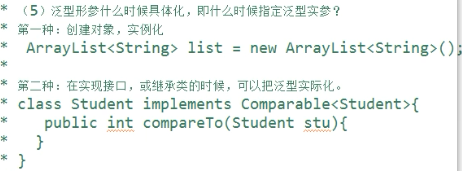 * （5）泛型形参什么时候具体化，即什么时候指定泛型实参？
* 第一种：创建对象，实例化
*  ArrayList<String> list = new ArrayList<String>();
*
* 第二种：在实现接口，或继承类的时候，可以把泛型实际化。
* class Student implements Comparable<Student>{
*   public int compareTo(Student stu){
*   }
* }